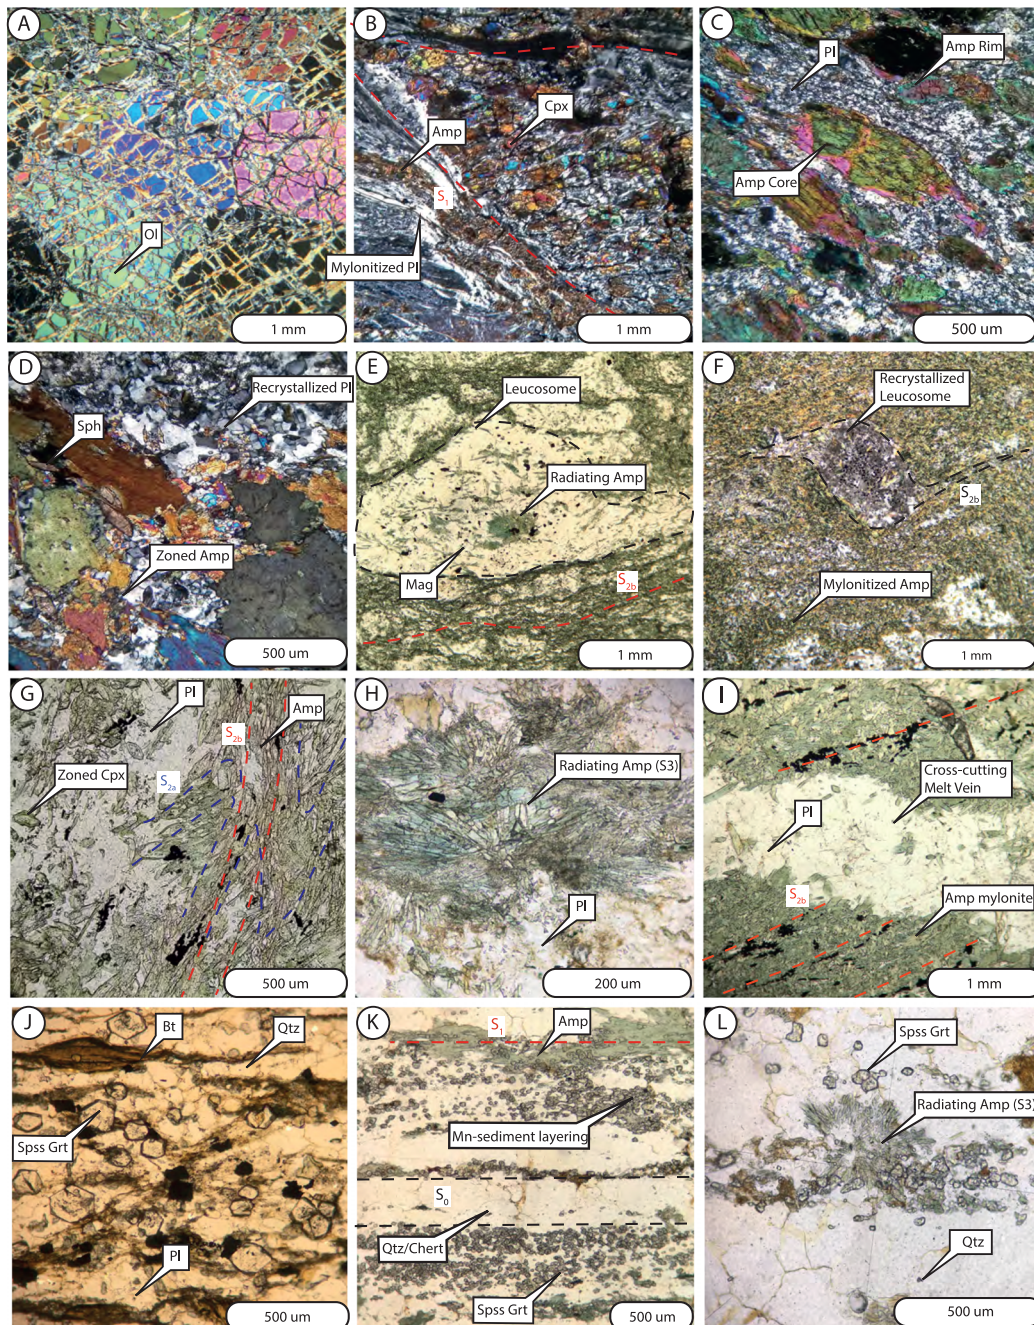 A
Ol
1 mm
B
Cpx
Amp
S1
Mylonitized Pl
1 mm
C
Pl
Amp Rim
Amp Core
500 um
D
Recrystallized Pl
Sph
Zoned Amp
500 um
E
Leucosome
Radiating Amp
Mag
S2b
1 mm
F
Recrystallized
Leucosome
S2b
Mylonitized Amp
1 mm
G
Pl
Amp
S2b
Zoned Cpx
S2a
500 um
H
Radiating Amp (S3)
Pl
200 um
I
Cross-cutting
Melt Vein
Pl
S2b
Amp mylonite
1 mm
J
Bt
Qtz
Spss Grt
Pl
500 um
K
S1
Amp
Mn-sediment layering
S0
Qtz/Chert
Spss Grt
500 um
L
Spss Grt
Radiating Amp (S3)
Qtz
500 um